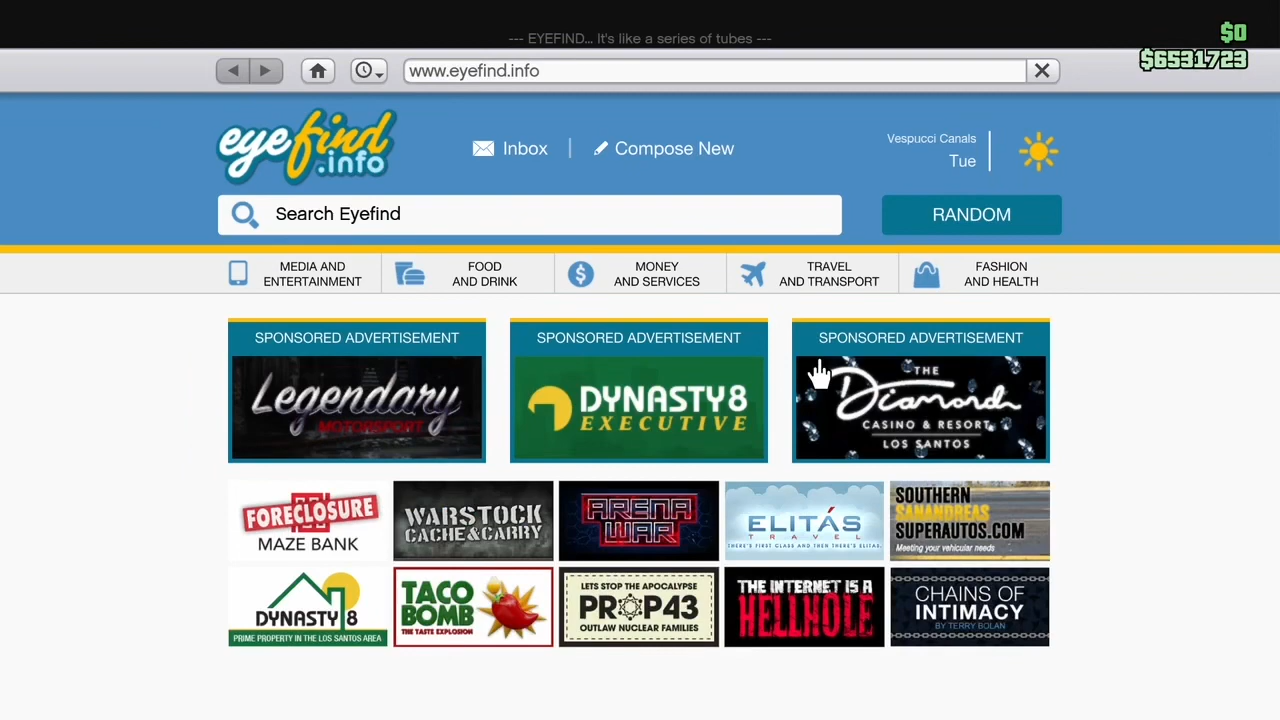 --- EYEFIND... It's like a series of tubes ---
$0
$6531723
www.eyefind.info
eyefind
.info
Inbox
Compose New
Vespucci Canals
Tue
Search Eyefind
RANDOM
MEDIA AND
ENTERTAINMENT
FOOD
AND DRINK
MONEY
AND SERVICES
TRAVEL
AND TRANSPORT
FASHION
AND HEALTH
SPONSORED ADVERTISEMENT
SPONSORED ADVERTISEMENT
SPONSORED ADVERTISEMENT
Legendary
MOTORSPORT
DYNASTY8
EXECUTIVE
THE
Diamond
CASINO & RESORT
LOS SANTOS
FORECLOSURE
MAZE BANK
WARSTOCK
CACHE&CARRY
ARENA
WAR
ELITÁS
TRAVEL
THERE'S FIRST CLASS AND THEN THERE'S ELITAS
SOUTHERN
SANANDREAS
SUPERAUTOS.COM
Meeting your vehicular needs
DYNASTY 8
PRIME PROPERTY IN THE LOS SANTOS AREA
TACO
BOMB
THE TASTE EXPLOSION
LETS STOP THE APOCALYPSE
PROP43
OUTLAW NUCLEAR FAMILIES
THE INTERNET IS A
HELLHOLE
CHAINS OF
INTIMACY
BY TERRY BOLAN